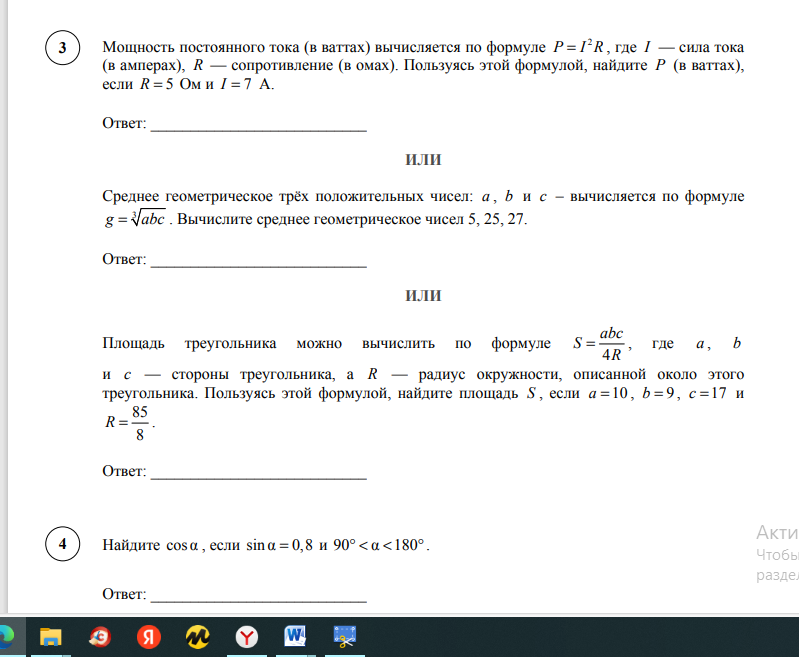 3
Мощность постоянного тока (в ваттах) вычисляется по формуле P = I²R, где I — сила тока
(в амперах), R — сопротивление (в омах). Пользуясь этой формулой, найдите P (в ваттах),
если R = 5 Ом и I = 7 А.
Ответ: ___________________________
ИЛИ
Среднее геометрическое трёх положительных чисел: a, b и c – вычисляется по формуле
g = ∛abc. Вычислите среднее геометрическое чисел 5, 25, 27.
Ответ: ___________________________
ИЛИ
Площадь треугольника можно вычислить по формуле S = abc/4R, где a, b
и c — стороны треугольника, а R — радиус окружности, описанной около этого
треугольника. Пользуясь этой формулой, найдите площадь S, если a = 10, b = 9, c = 17 и
R = 85/8.
Ответ: ___________________________
4
Найдите cos α, если sin α = 0,8 и 90° < α < 180°.
Ответ: ___________________________
Акти
Чтобы
раздел
Я
Y
W